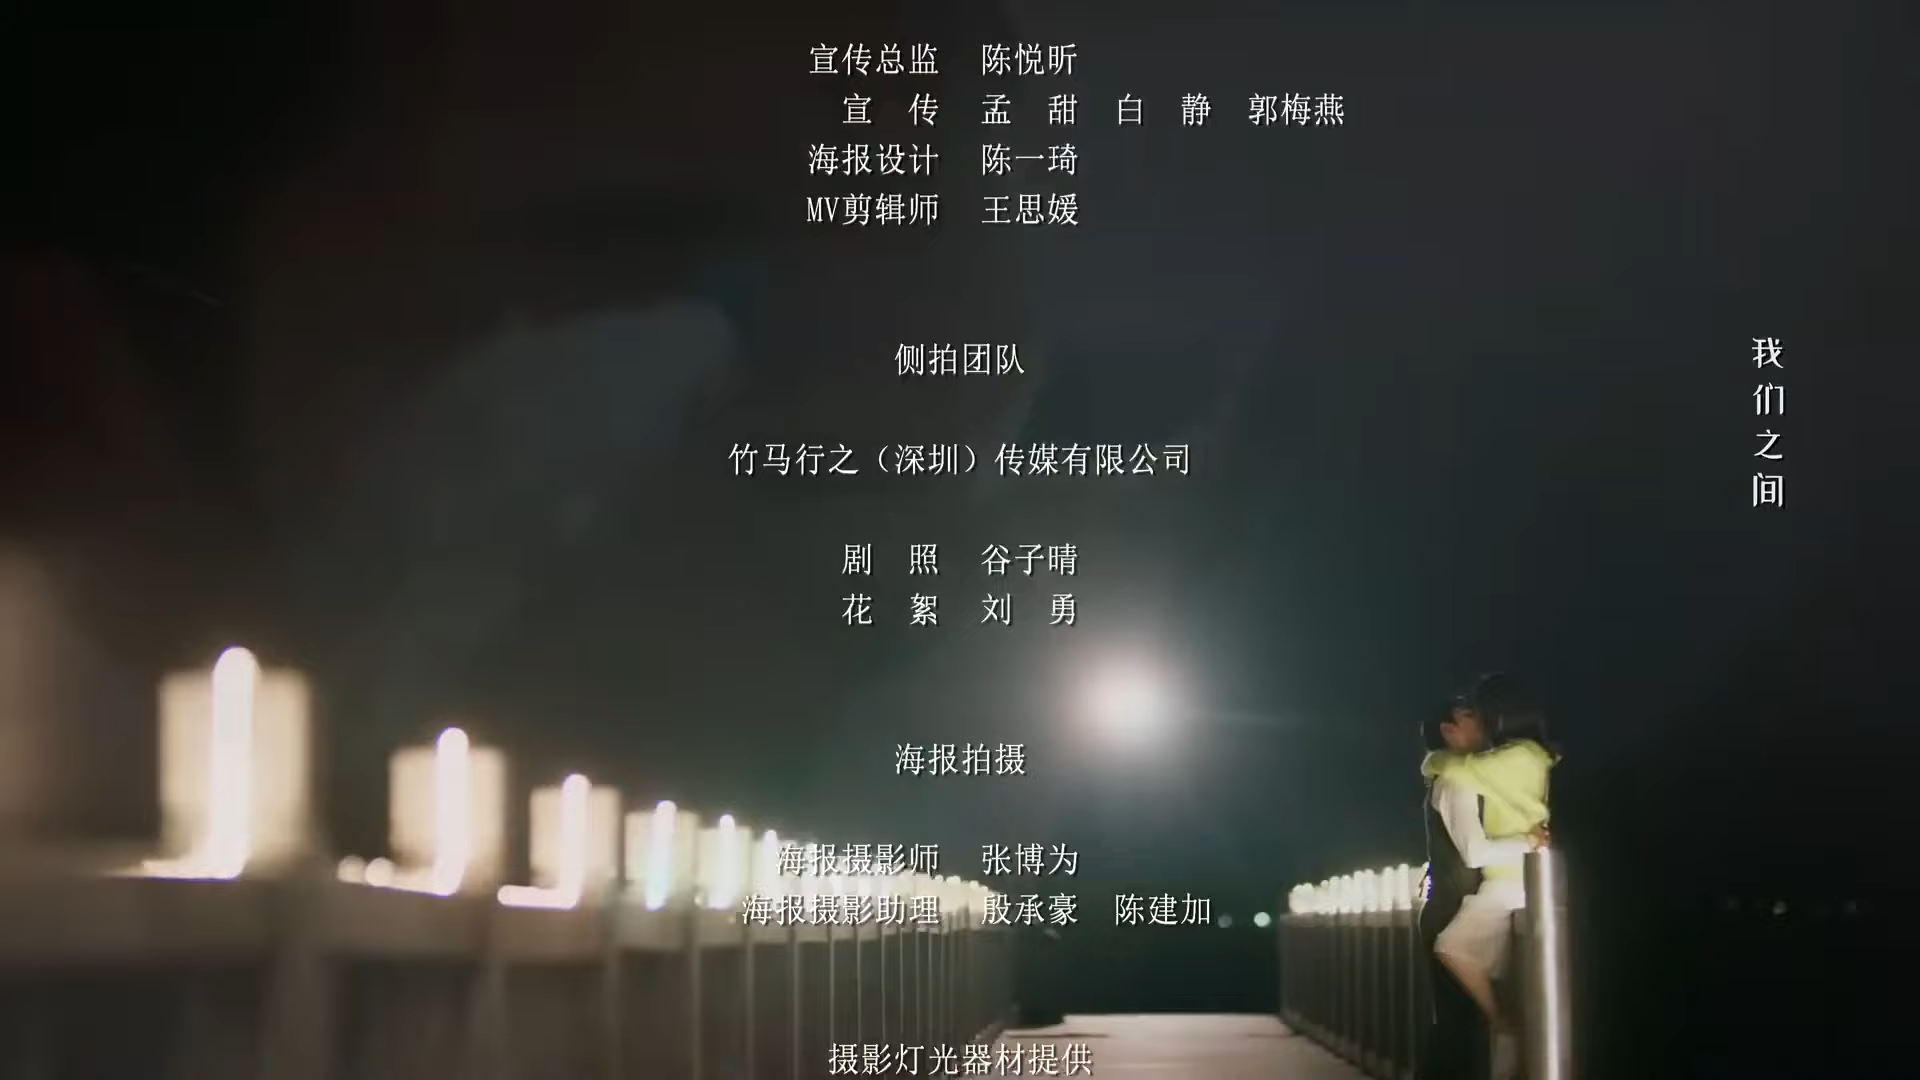 宣传总监 陈悦昕
宣 传 孟 甜 白 静 郭梅燕
海报设计 陈一琦
MV剪辑师 王思媛
侧拍团队
竹马行之（深圳）传媒有限公司
剧 照 谷子晴
花 絮 刘 勇
海报拍摄
海报摄影师 张博为
海报摄影助理 殷承豪 陈建加
摄影灯光器材提供
我们之间